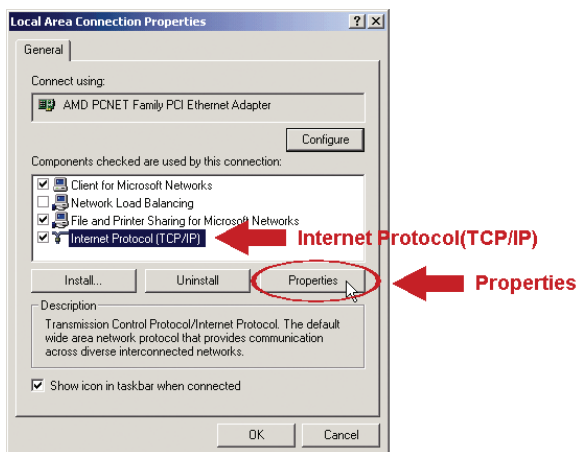 Local Area Connection Properties
General
Connect using:
AMD PCNET Family PCI Ethernet Adapter
Configure
Components checked are used by this connection:
Client for Microsoft Networks
Network Load Balancing
File and Printer Sharing for Microsoft Networks
Internet Protocol (TCP/IP)
Internet Protocol(TCP/IP)
Install...
Uninstall
Properties
Properties
Description
Transmission Control Protocol/Internet Protocol. The default
wide area network protocol that provides communication
across diverse interconnected networks.
Show icon in taskbar when connected
OK
Cancel